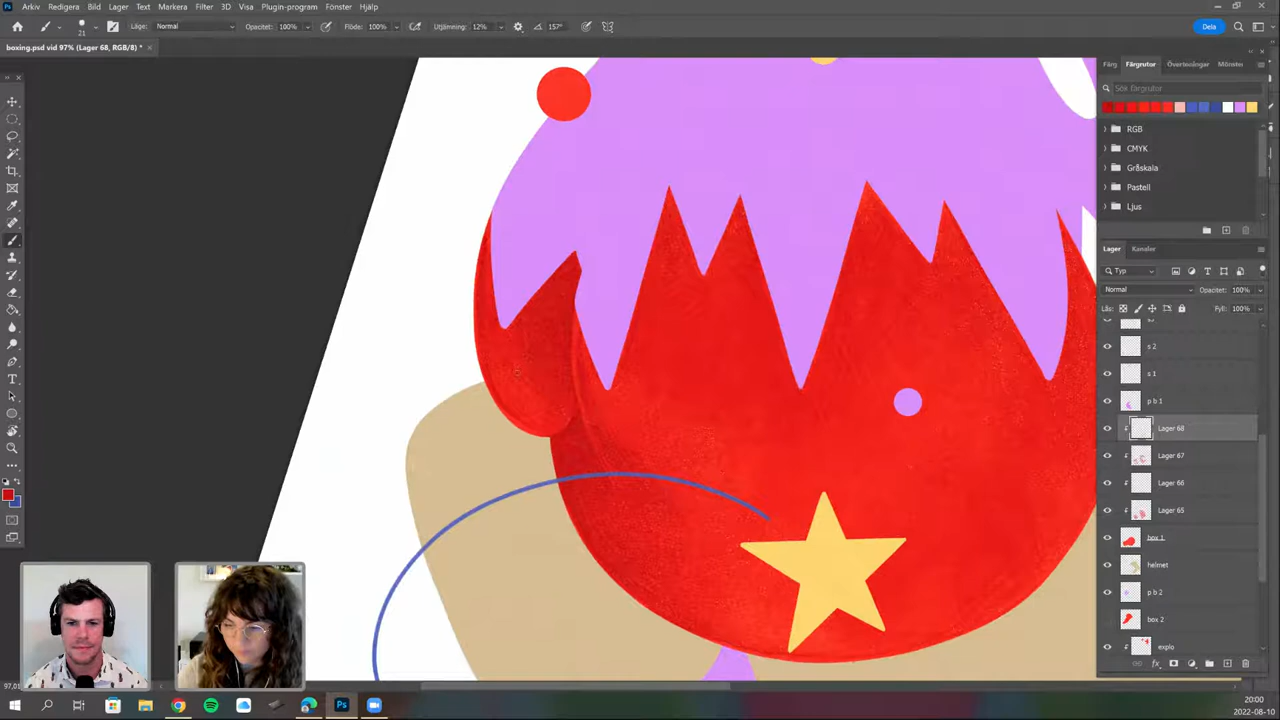 Arkiv Redigera Bild Lager Text Markera Filter 3D Visa Plugin-program Fönster Hjälp
21 Läge: Normal Opacitet: 100% Flöde: 100% Utjämning: 12% 157° Dela
boxing.psd vid 97% (Lager 68, RGB/8) *
Färg Färgrutor Övertoningar Mönster
Sök färgrutor
RGB
CMYK
Gråskala
Pastell
Ljus
Lager Kanaler
Typ
Normal Opacitet: 100%
Lås: Fyll: 100%
s 2
s 1
p b 1
Lager 68
Lager 67
Lager 66
Lager 65
box 1
helmet
p b 2
box 2
explo
20:00
2022-08-10